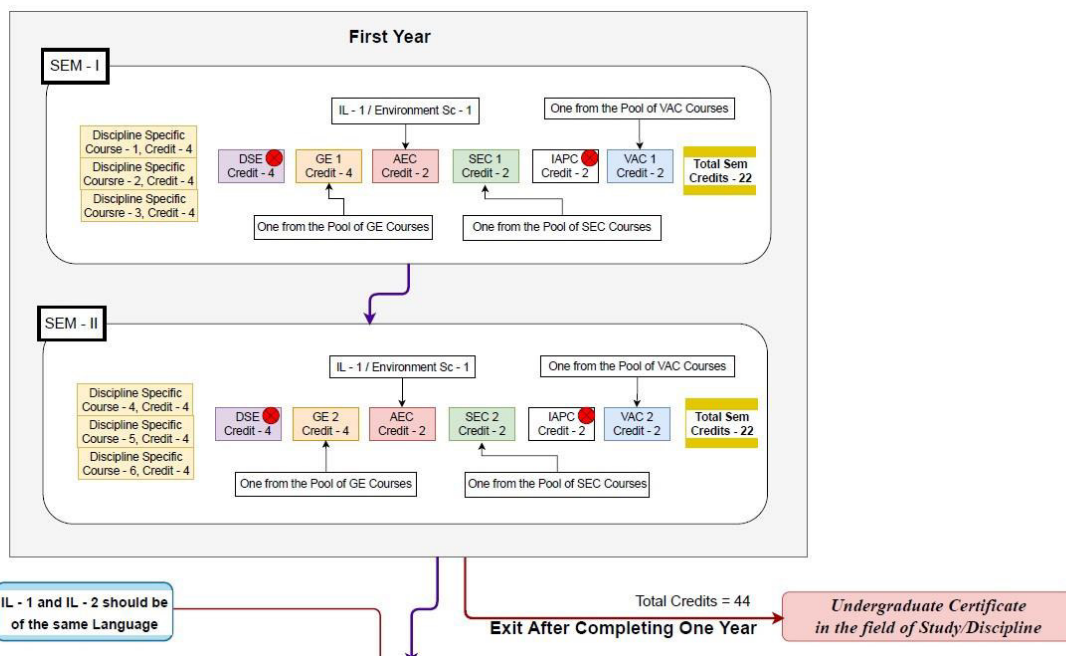 First Year
SEM - I
IL - 1 / Environment Sc - 1
One from the Pool of VAC Courses
Discipline Specific
Course - 1, Credit - 4
Discipline Specific
Coursre - 2, Credit - 4
Discipline Specific
Coursre - 3, Credit - 4
DSE
Credit - 4
GE 1
Credit - 4
AEC
Credit - 2
SEC 1
Credit - 2
IAPC
Credit - 2
VAC 1
Credit - 2
Total Sem
Credits - 22
One from the Pool of GE Courses
One from the Pool of SEC Courses
SEM - II
IL - 1 / Environment Sc - 1
One from the Pool of VAC Courses
Discipline Specific
Course - 4, Credit - 4
Discipline Specific
Course - 5, Credit - 4
Discipline Specific
Course - 6, Credit - 4
DSE
Credit - 4
GE 2
Credit - 4
AEC
Credit - 2
SEC 2
Credit - 2
IAPC
Credit - 2
VAC 2
Credit - 2
Total Sem
Credits - 22
One from the Pool of GE Courses
One from the Pool of SEC Courses
IL - 1 and IL - 2 should be
of the same Language
Total Credits = 44
Exit After Completing One Year
Undergraduate Certificate
in the field of Study/Discipline